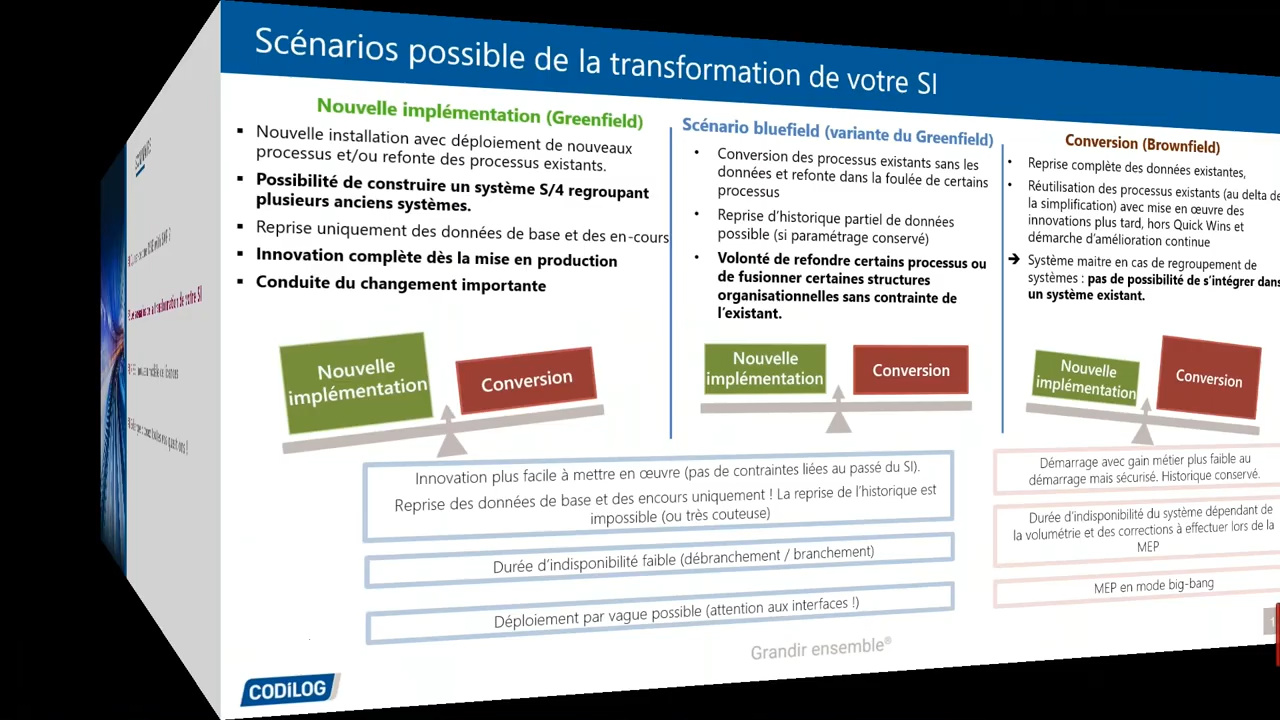 Scénarios possible de la transformation de votre SI
Nouvelle implémentation (Greenfield)
▪ Nouvelle installation avec déploiement de nouveaux
processus et/ou refonte des processus existants.
▪ Possibilité de construire un système S/4 regroupant
plusieurs anciens systèmes.
▪ Reprise uniquement des données de base et des en-cours
▪ Innovation complète dès la mise en production
▪ Conduite du changement importante
Nouvelle
implémentation
Conversion
Scénario bluefield (variante du Greenfield)
• Conversion des processus existants sans les
données et refonte dans la foulée de certains
processus
• Reprise d'historique partiel de données
possible (si paramétrage conservé)
• Volonté de refondre certains processus ou
de fusionner certaines structures
organisationnelles sans contrainte de
l'existant.
Nouvelle
implémentation
Conversion
Conversion (Brownfield)
• Reprise complète des données existantes,
• Réutilisation des processus existants (au delta de
la simplification) avec mise en œuvre des
innovations plus tard, hors Quick Wins et
démarche d'amélioration continue
➔ Système maitre en cas de regroupement de
systèmes : pas de possibilité de s'intégrer dans
un système existant.
Nouvelle
implémentation
Conversion
Innovation plus facile à mettre en œuvre (pas de contraintes liées au passé du SI).
Reprise des données de base et des encours uniquement ! La reprise de l'historique est
impossible (ou très couteuse)
Durée d'indisponibilité faible (débranchement / branchement)
Déploiement par vague possible (attention aux interfaces !)
Démarrage avec gain métier plus faible au
démarrage mais sécurisé. Historique conservé.
Durée d'indisponibilité du système dépendant de
la volumétrie et des corrections à effectuer lors de la
MEP
MEP en mode big-bang
Grandir ensemble®
CODiLOG